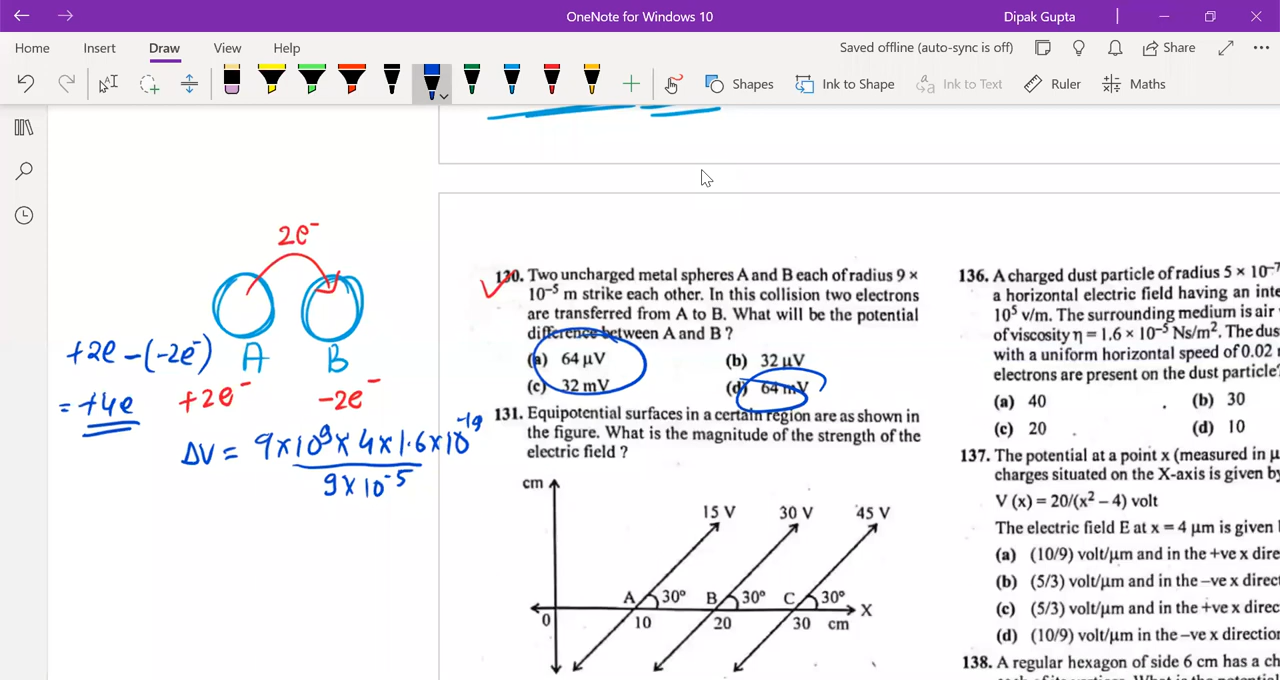 OneNote for Windows 10
Dipak Gupta
Home Insert Draw View Help
Saved offline (auto-sync is off)
Share
Shapes
Ink to Shape
Ink to Text
Ruler
Maths
2e⁻
A B
+2e⁻ -2e⁻
+2e -(-2e⁻)
= +4e
ΔV = 9×10⁹×4×1.6×10⁻¹⁹
9×10⁻⁵
130. Two uncharged metal spheres A and B each of radius 9 ×
10⁻⁵ m strike each other. In this collision two electrons
are transferred from A to B. What will be the potential
difference between A and B ?
(a) 64 μV (b) 32 μV
(c) 32 mV (d) 64 mV
131. Equipotential surfaces in a certain region are as shown in
the figure. What is the magnitude of the strength of the
electric field ?
cm
15 V 30 V 45 V
A 30° B 30° C 30°
X
0 10 20 30 cm
136. A charged dust particle of radius 5 × 10⁻⁷
a horizontal electric field having an inte
10⁵ v/m. The surrounding medium is air
of viscosity η = 1.6 × 10⁻⁵ Ns/m². The dus
with a uniform horizontal speed of 0.02
electrons are present on the dust particle?
(a) 40 (b) 30
(c) 20 (d) 10
137. The potential at a point x (measured in μ
charges situated on the X-axis is given by
V (x) = 20/(x² – 4) volt
The electric field E at x = 4 μm is given
(a) (10/9) volt/μm and in the +ve x dire
(b) (5/3) volt/μm and in the –ve x direc
(c) (5/3) volt/μm and in the +ve x direc
(d) (10/9) volt/μm in the –ve x direction
138. A regular hexagon of side 6 cm has a ch